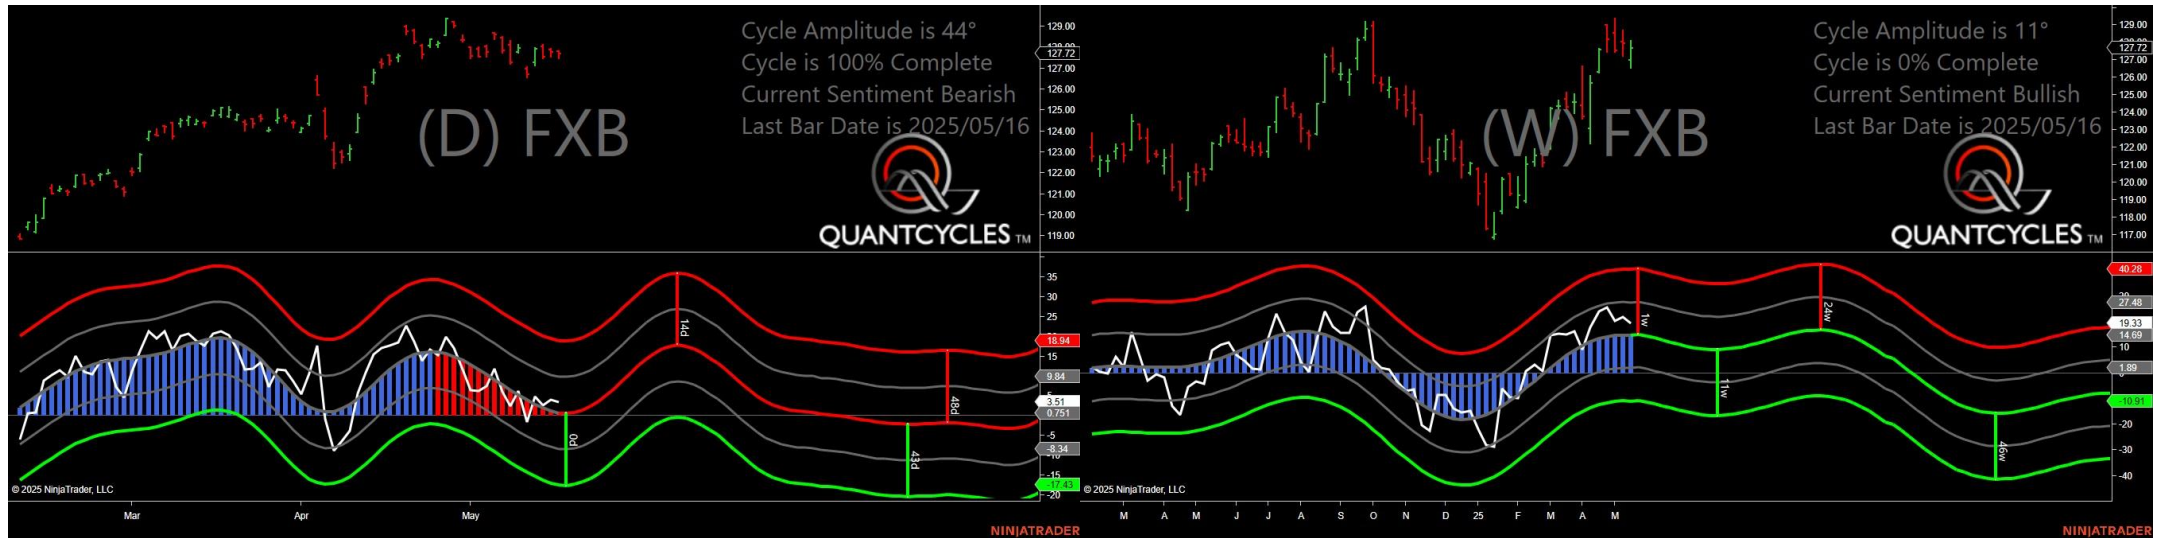 Cycle Amplitude is 44°
Cycle is 100% Complete
Current Sentiment Bearish
Last Bar Date is 2025/05/16
(D) FXB
QUANTCYCLES TM
129.00
127.72
127.00
126.00
125.00
124.00
123.00
122.00
121.00
120.00
119.00
35
30
25
18.94
15
9.84
3.51
0.751
-5
-8.34
-15
-17.43
-20
14d
48d
0d
43d
© 2025 NinjaTrader, LLC
Mar Apr May
NINJATRADER
Cycle Amplitude is 11°
Cycle is 0% Complete
Current Sentiment Bullish
Last Bar Date is 2025/05/16
(W) FXB
QUANTCYCLES TM
129.00
127.72
127.00
126.00
125.00
124.00
123.00
122.00
121.00
120.00
119.00
118.00
117.00
40.28
27.48
19.33
14.69
10
1.89
-10.91
-20
-30
-40
1w
24w
11w
46w
© 2025 NinjaTrader, LLC
M A M J J A S O N D 25 F M A M
NINJATRADER